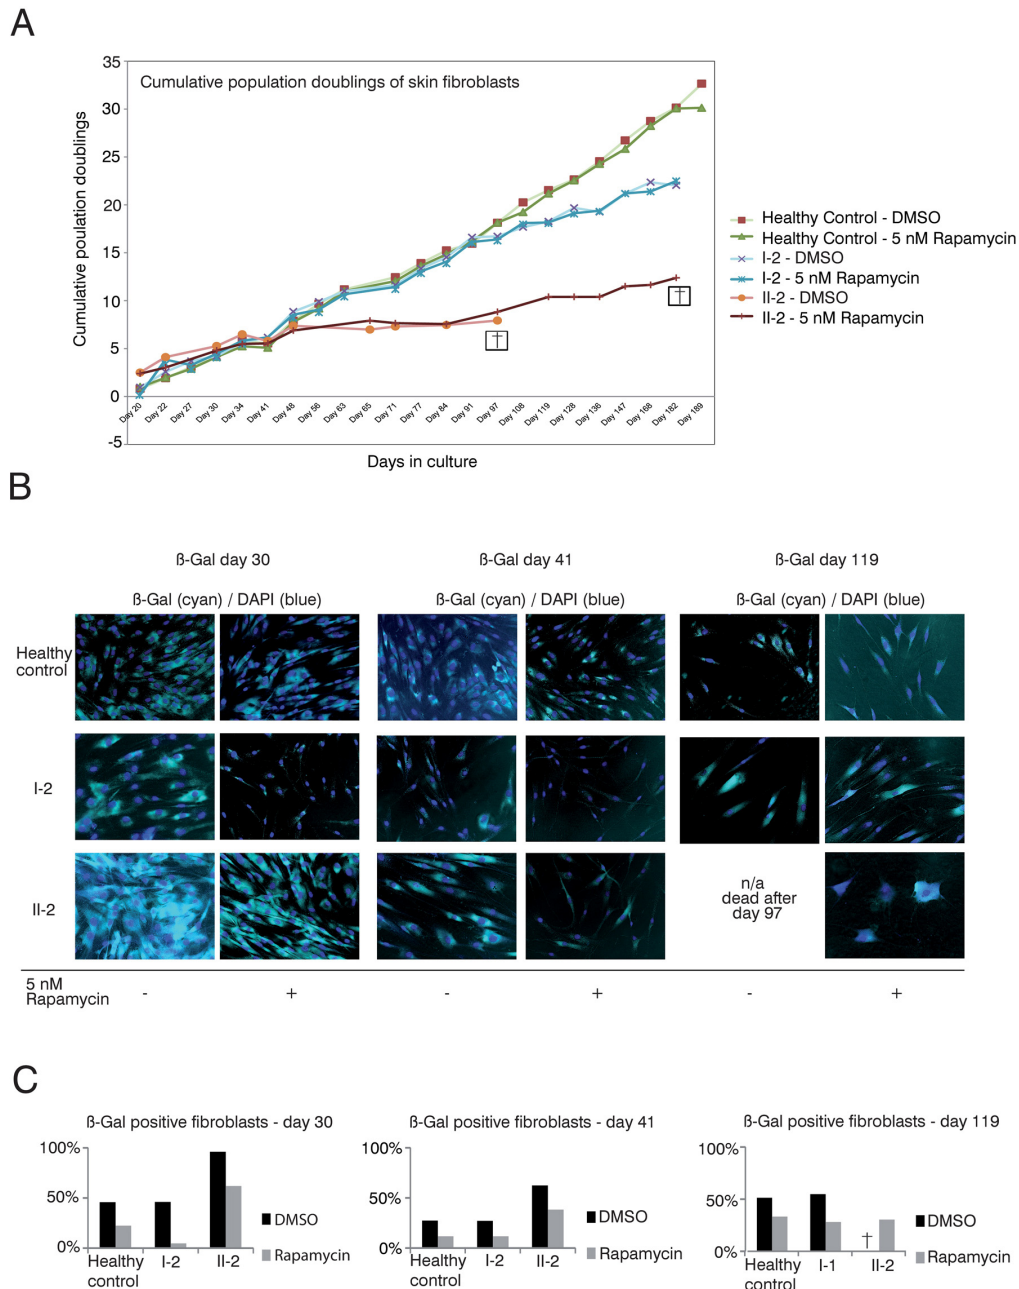 A
Cumulative population doublings of skin fibroblasts
Cumulative population doublings
35
30
25
20
15
10
5
0
-5
Day 20
Day 22
Day 27
Day 30
Day 34
Day 41
Day 48
Day 56
Day 63
Day 65
Day 71
Day 77
Day 84
Day 91
Day 97
Day 108
Day 119
Day 128
Day 136
Day 147
Day 168
Day 182
Day 189
†
†
Days in culture
Healthy Control - DMSO
Healthy Control - 5 nM Rapamycin
I-2 - DMSO
I-2 - 5 nM Rapamycin
II-2 - DMSO
II-2 - 5 nM Rapamycin
B
ß-Gal day 30
ß-Gal day 41
ß-Gal day 119
ß-Gal (cyan) / DAPI (blue)
ß-Gal (cyan) / DAPI (blue)
ß-Gal (cyan) / DAPI (blue)
Healthy
control
I-2
II-2
n/a
dead after
day 97
5 nM
Rapamycin
-
+
-
+
-
+
C
ß-Gal positive fibroblasts - day 30
100%
50%
0%
Healthy
control
I-2
II-2
DMSO
Rapamycin
ß-Gal positive fibroblasts - day 41
100%
50%
0%
Healthy
control
I-2
II-2
DMSO
Rapamycin
ß-Gal positive fibroblasts - day 119
100%
50%
0%
†
Healthy
control
I-1
II-2
DMSO
Rapamycin